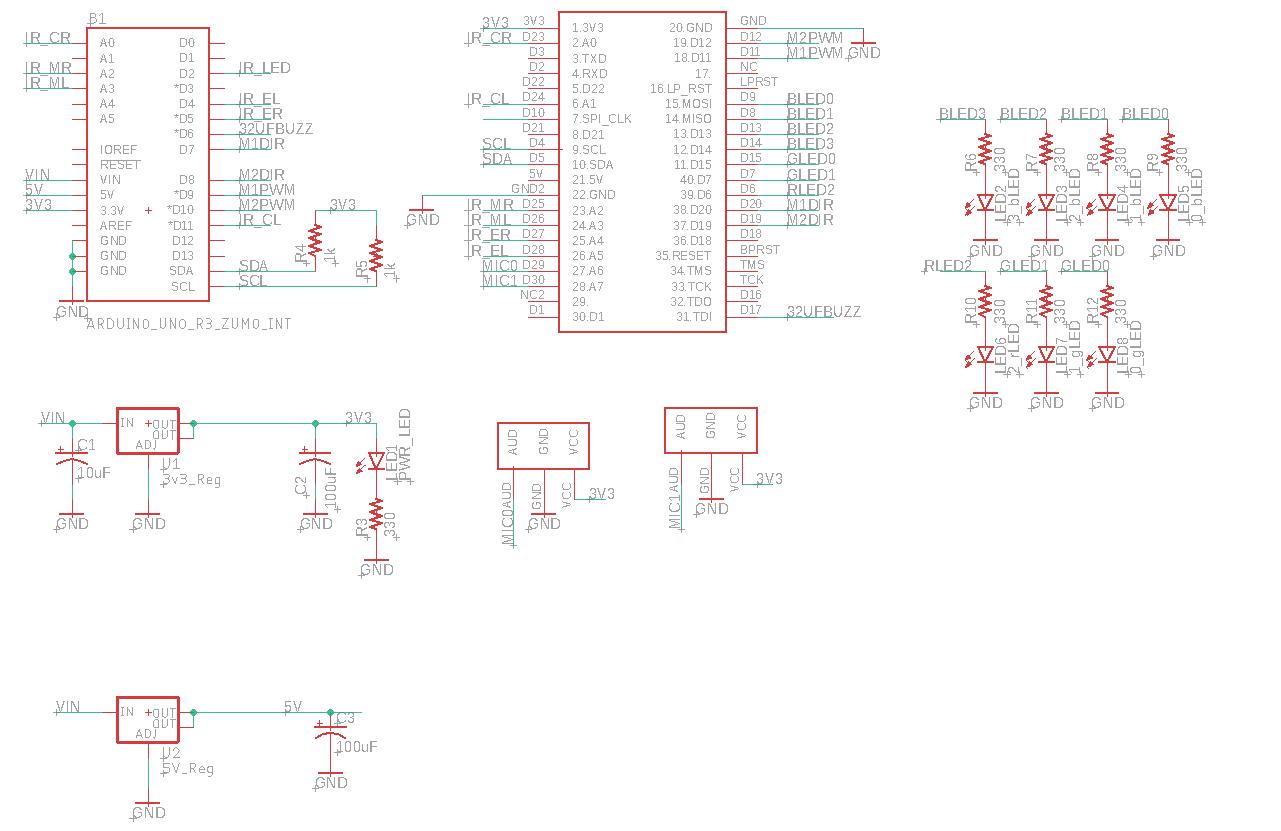 B1
IR_CR A0 D0
A1 D1
IR_MR A2 D2 IR_LED
IR_ML A3 *D3
A4 D4 IR_EL
A5 *D5 IR_ER
*D6 32UFBUZZ
IOREF D7 M1DIR
RESET
VIN VIN D8 M2DIR
5V 5V *D9 M1PWM
3V3 3.3V *D10 M2PWM
AREF *D11 IR_CL
GND D12
GND D13
GND SDA SDA
SCL SCL
GND
ARDUINO_UNO_R3_ZUMO_INT
3V3
R4
1k
R5
1k
3V3 3V3 1.3V3 20.GND GND
IR_CR D23 2.A0 19.D12 D12 M2PWM
D3 3.TXD 18.D11 D11 M1PWM GND
D2 4.RXD 17. NC
D22 5.D22 16.LP_RST LPRST
IR_CL D24 6.A1 15.MOSI D9 BLED0
D10 7.SPI_CLK 14.MISO D8 BLED1
D21 8.D21 13.D13 D13 BLED2
SCL D4 9.SCL 12.D14 D14 BLED3
SDA D5 10.SDA 11.D15 D15 GLED0
5V 21.5V 40.D7 D7 GLED1
GND2 22.GND 39.D6 D6 RLED2
GND
IR_MR D25 23.A2 38.D20 D20 M1DIR
IR_ML D26 24.A3 37.D19 D19 M2DIR
IR_ER D27 25.A4 36.D18 D18
IR_EL D28 26.A5 35.RESET BPRST
MIC0 D29 27.A6 34.TMS TMS
MIC1 D30 28.A7 33.TCK TCK
NC2 29. 32.TDO D16
D1 30.D1 31.TDI D17 32UFBUZZ
BLED3 BLED2 BLED1 BLED0
R6 330 R7 330 R8 330 R9 330
LED2 3_bLED LED3 2_bLED LED4 1_bLED LED5 0_bLED
GND GND GND GND
RLED2 GLED1 GLED0
R10 330 R11 330 R12 330
LED6 2_rLED LED7 1_gLED LED8 0_gLED
GND GND GND
VIN IN OUT 3V3
OUT
ADJ
C1
10uF
U1
3v3_Reg
C2
100uF
LED1
PWR_LED
R3
330
GND GND GND
GND
AUD GND VCC
MIC0 AUD GND VCC 3V3
GND
AUD GND VCC
MIC1 AUD GND VCC 3V3
GND
VIN IN OUT 5V
OUT
ADJ
C3
100uF
U2
5V_Reg
GND
GND